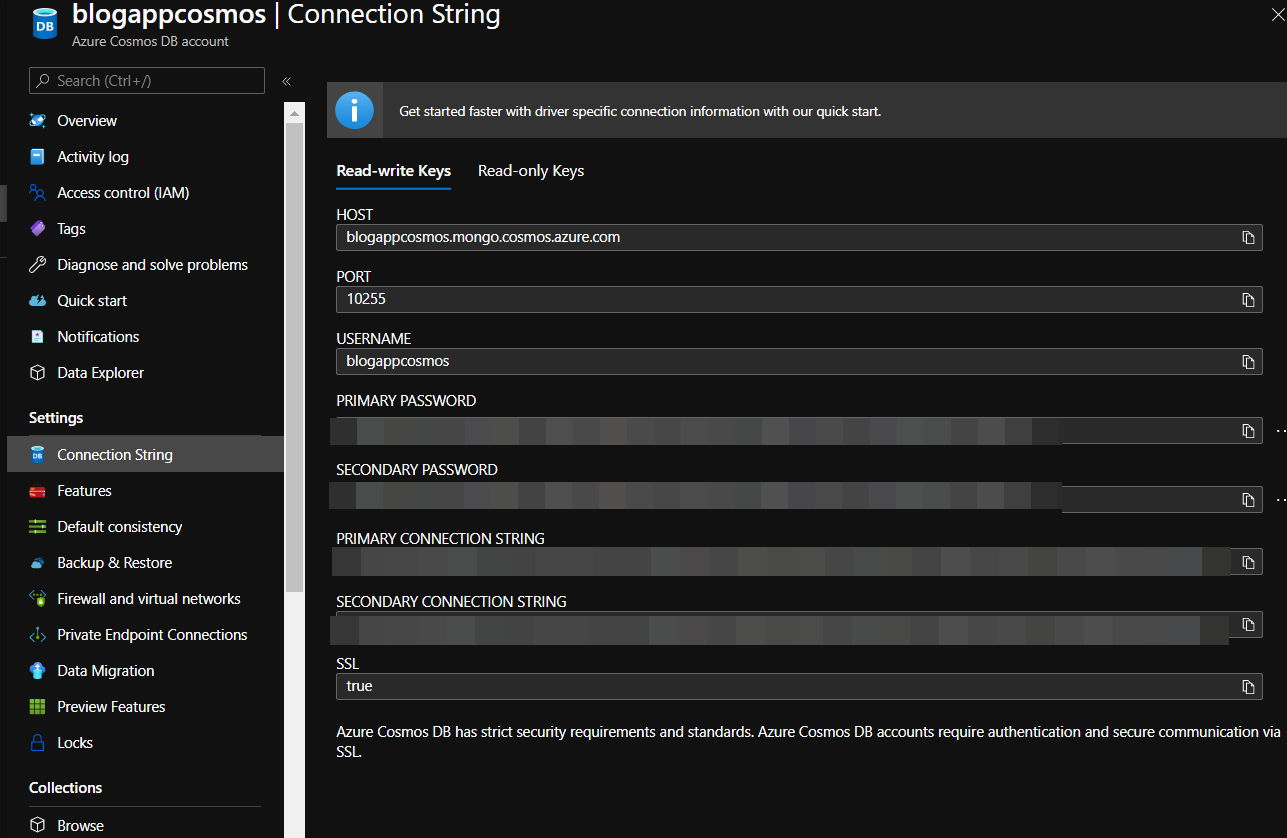 blogappcosmos | Connection String
Azure Cosmos DB account
Search (Ctrl+/)
«
Overview
Activity log
Access control (IAM)
Tags
Diagnose and solve problems
Quick start
Notifications
Data Explorer
Settings
Connection String
Features
Default consistency
Backup & Restore
Firewall and virtual networks
Private Endpoint Connections
Data Migration
Preview Features
Locks
Collections
Browse
Get started faster with driver specific connection information with our quick start.
Read-write Keys Read-only Keys
HOST
blogappcosmos.mongo.cosmos.azure.com
PORT
10255
USERNAME
blogappcosmos
PRIMARY PASSWORD
SECONDARY PASSWORD
PRIMARY CONNECTION STRING
SECONDARY CONNECTION STRING
SSL
true
Azure Cosmos DB has strict security requirements and standards. Azure Cosmos DB accounts require authentication and secure communication via
SSL.